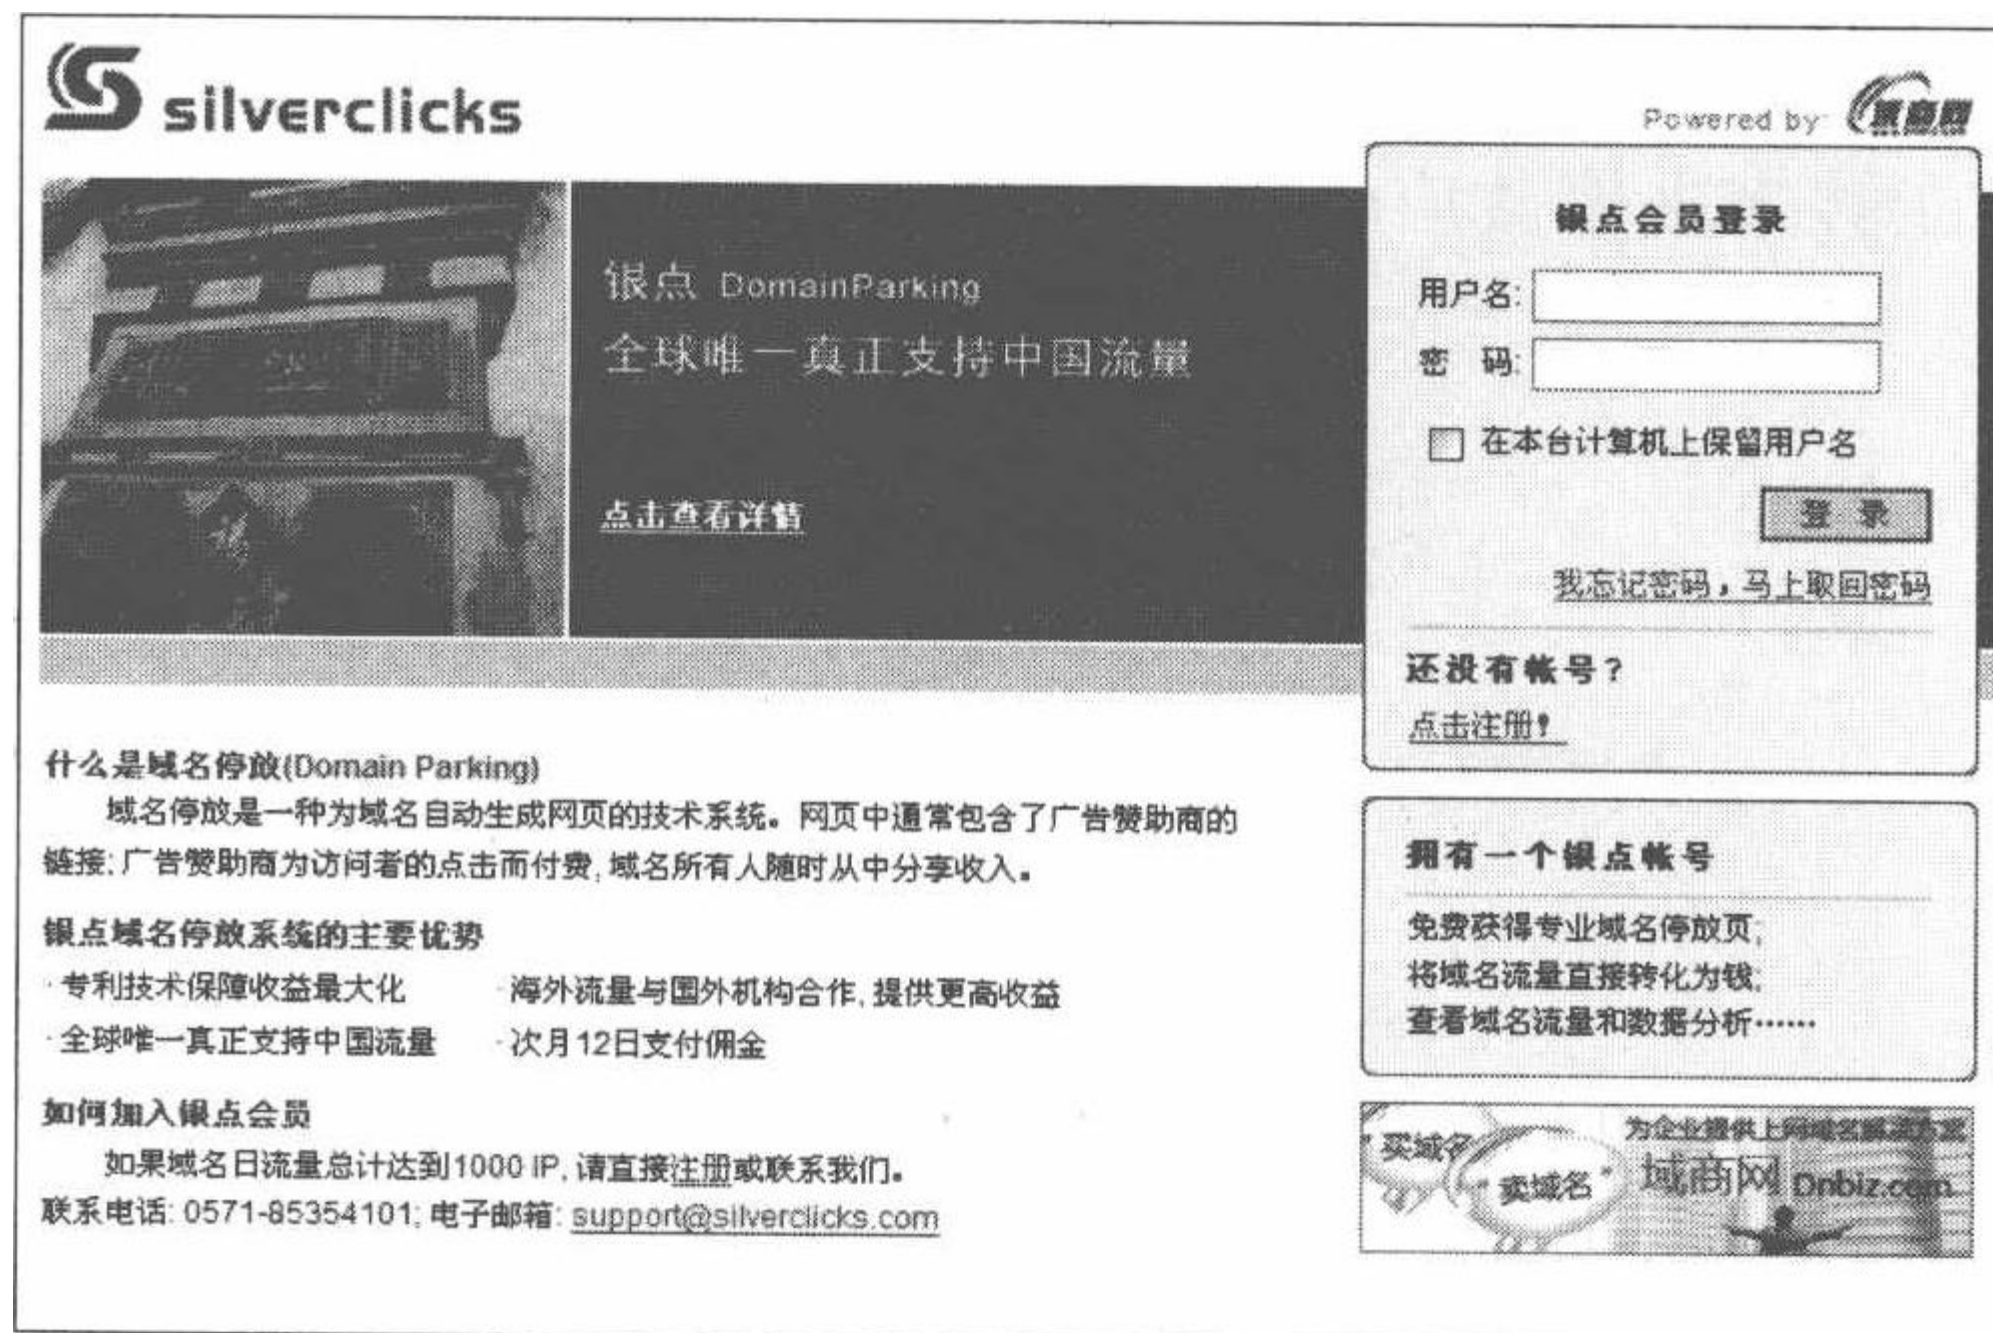 silverclicks
Powered by:
银点 DomainParking
全球唯一真正支持中国流量
点击查看详情
银点会员登录
用户名:
密 码:
在本台计算机上保留用户名
登 录
我忘记密码，马上取回密码
还没有帐号？
点击注册！
什么是域名停放(Domain Parking)
域名停放是一种为域名自动生成网页的技术系统。网页中通常包含了广告赞助商的
链接;广告赞助商为访问者的点击而付费,域名所有人随时从中分享收入。
银点域名停放系统的主要优势
·专利技术保障收益最大化 ·海外流量与国外机构合作,提供更高收益
·全球唯一真正支持中国流量 ·次月12日支付佣金
如何加入银点会员
如果域名日流量总计达到1000 IP,请直接注册或联系我们。
联系电话: 0571-85354101; 电子邮箱: support@silverclicks.com
拥有一个银点帐号
免费获得专业域名停放页;
将域名流量直接转化为钱;
查看域名流量和数据分析……
买域名
卖域名
为企业提供上网域名解决方案
域商网 Dnbiz.com